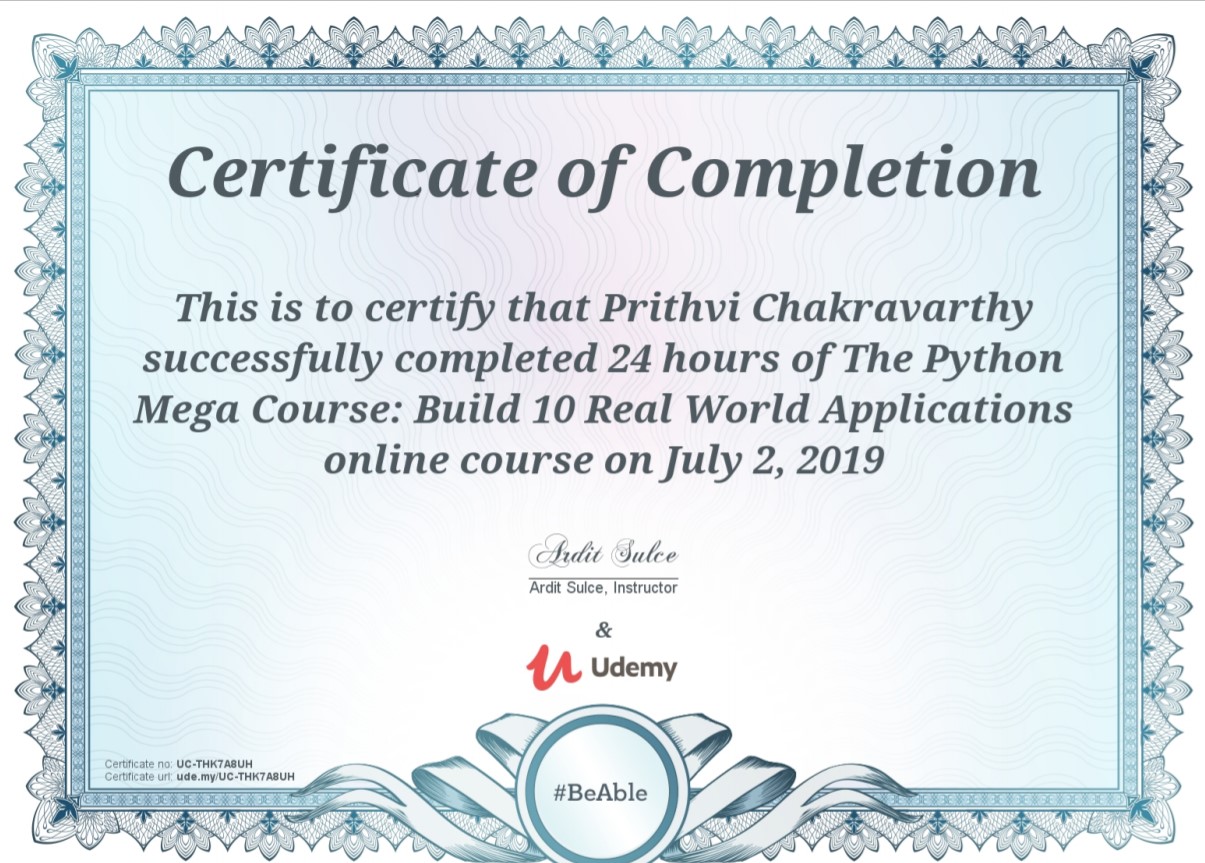 Certificate of Completion
This is to certify that Prithvi Chakravarthy
successfully completed 24 hours of The Python
Mega Course: Build 10 Real World Applications
online course on July 2, 2019
Ardit Sulce
Ardit Sulce, Instructor
&
Udemy
Certificate no: UC-THK7A8UH
Certificate url: ude.my/UC-THK7A8UH
#BeAble